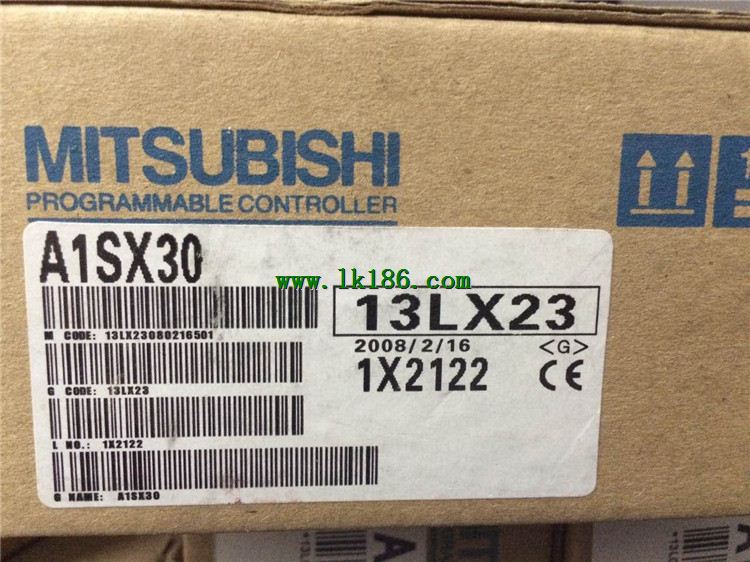 MITSUBISHI
PROGRAMMABLE CONTROLLER
A1SX30
www.lk186.com
13LX23
M CODE: 13LX23080216501
2008/2/16 <G>
1X2122 CE
G CODE: 13LX23
L NO.: 1X2122
G NAME: A1SX30